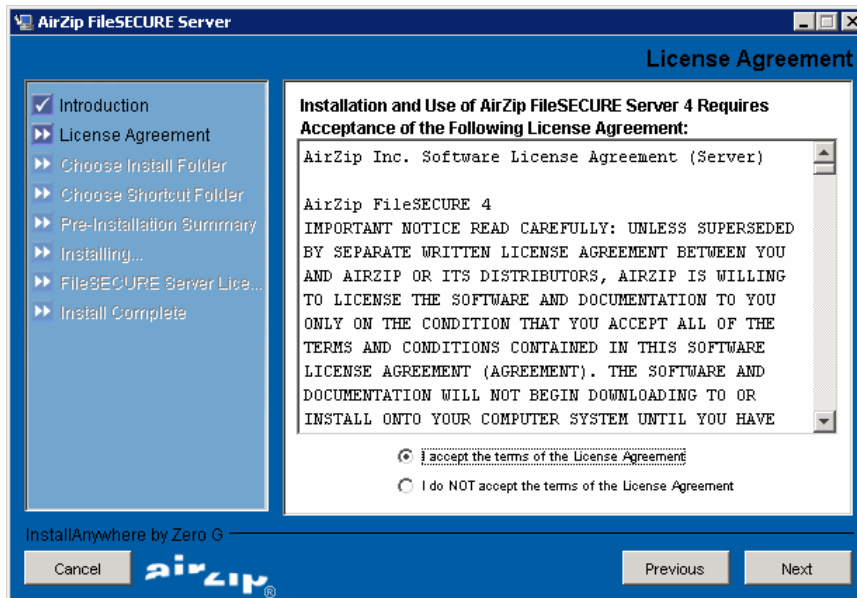 AirZip FileSECURE Server
License Agreement
Introduction
License Agreement
Choose Install Folder
Choose Shortcut Folder
Pre-Installation Summary
Installing...
FileSECURE Server Lice...
Install Complete
Installation and Use of AirZip FileSECURE Server 4 Requires
Acceptance of the Following License Agreement:
AirZip Inc. Software License Agreement (Server)
AirZip FileSECURE 4
IMPORTANT NOTICE READ CAREFULLY: UNLESS SUPERSEDED
BY SEPARATE WRITTEN LICENSE AGREEMENT BETWEEN YOU
AND AIRZIP OR ITS DISTRIBUTORS, AIRZIP IS WILLING
TO LICENSE THE SOFTWARE AND DOCUMENTATION TO YOU
ONLY ON THE CONDITION THAT YOU ACCEPT ALL OF THE
TERMS AND CONDITIONS CONTAINED IN THIS SOFTWARE
LICENSE AGREEMENT (AGREEMENT). THE SOFTWARE AND
DOCUMENTATION WILL NOT BEGIN DOWNLOADING TO OR
INSTALL ONTO YOUR COMPUTER SYSTEM UNTIL YOU HAVE
I accept the terms of the License Agreement
I do NOT accept the terms of the License Agreement
InstallAnywhere by Zero G
Cancel
airzip®
Previous
Next